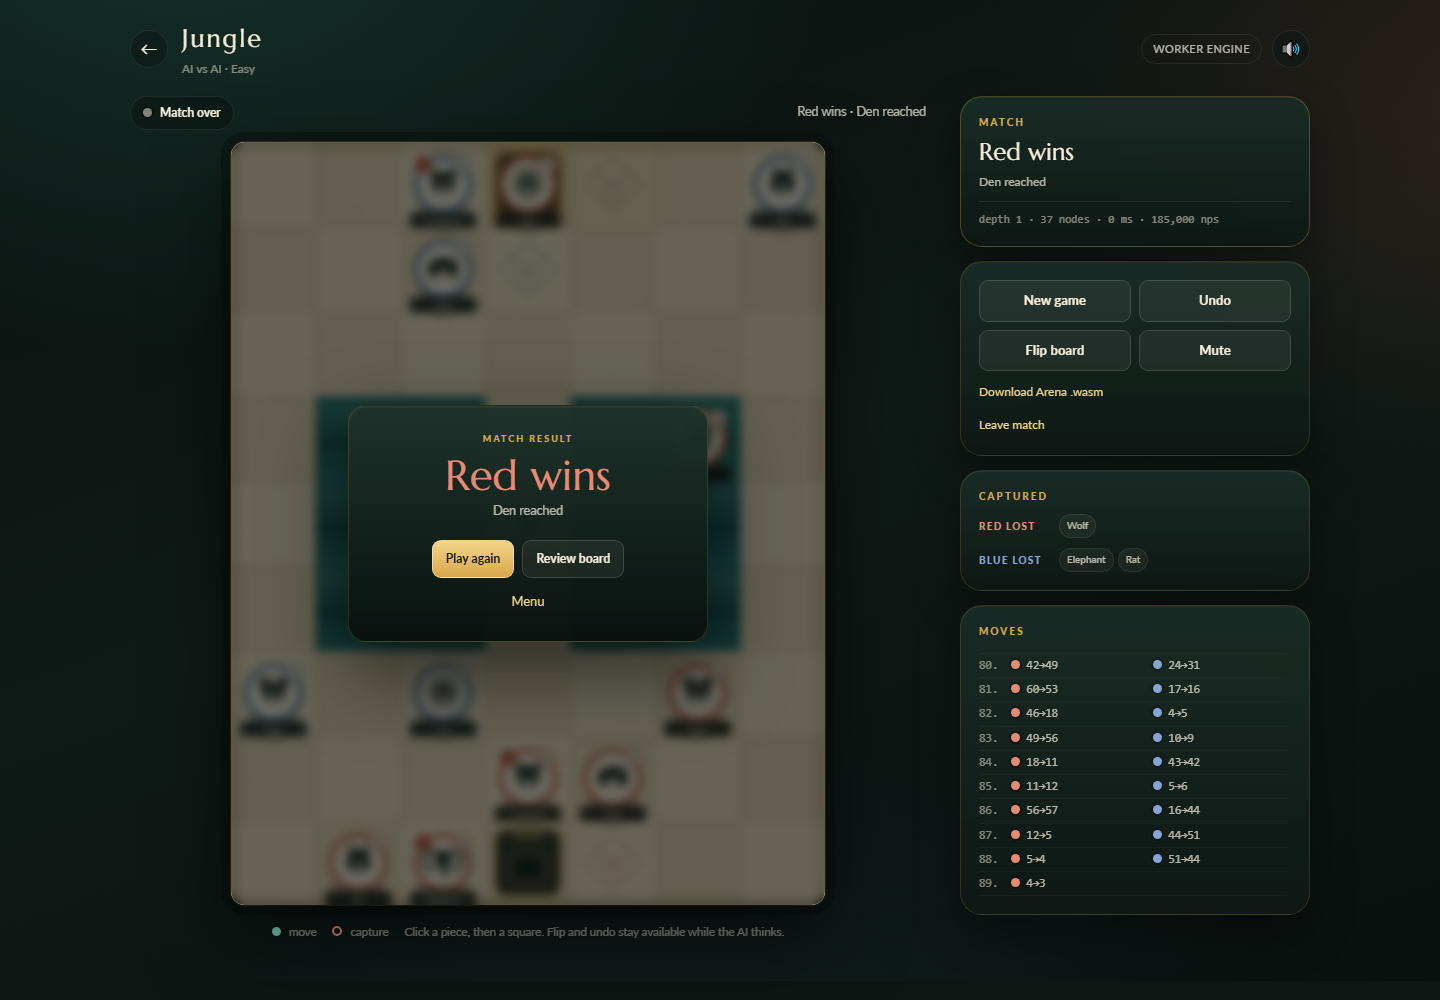 Jungle
AI vs AI · Easy
WORKER ENGINE
Match over
Red wins · Den reached
MATCH RESULT
Red wins
Den reached
Play again
Review board
Menu
move
capture
Click a piece, then a square. Flip and undo stay available while the AI thinks.
MATCH
Red wins
Den reached
depth 1 · 37 nodes · 0 ms · 185,000 nps
New game
Undo
Flip board
Mute
Download Arena .wasm
Leave match
CAPTURED
RED LOST Wolf
BLUE LOST Elephant Rat
MOVES
80. 42→49 24→31
81. 60→53 17→16
82. 46→18 4→5
83. 49→56 10→9
84. 18→11 43→42
85. 11→12 5→6
86. 56→57 16→44
87. 12→5 44→51
88. 5→4 51→44
89. 4→3